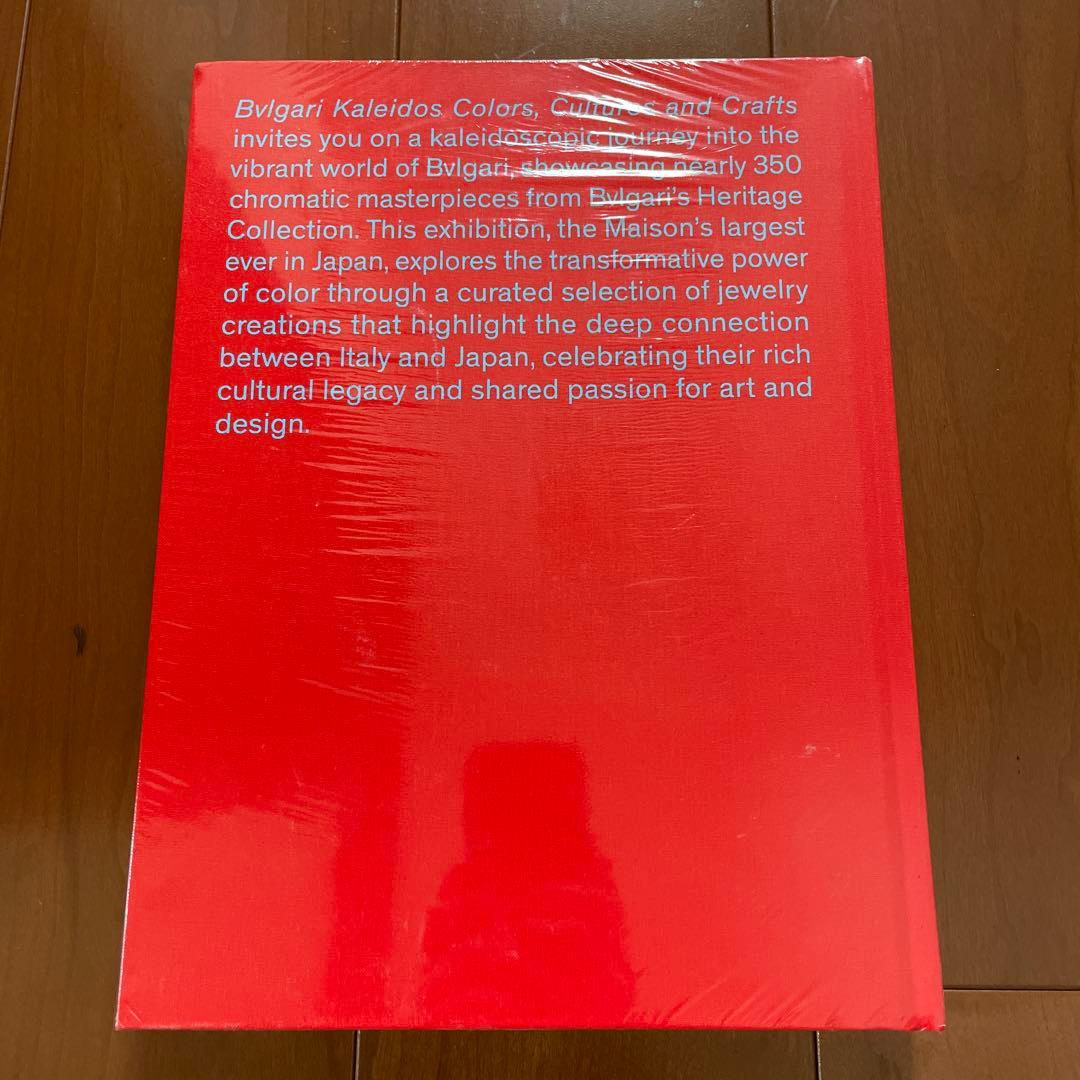 Bvlgari Kaleidos Colors, Cultures and Crafts
invites you on a kaleidoscopic journey into the
vibrant world of Bvlgari, showcasing nearly 350
chromatic masterpieces from Bvlgari's Heritage
Collection. This exhibition, the Maison's largest
ever in Japan, explores the transformative power
of color through a curated selection of jewelry
creations that highlight the deep connection
between Italy and Japan, celebrating their rich
cultural legacy and shared passion for art and
design.